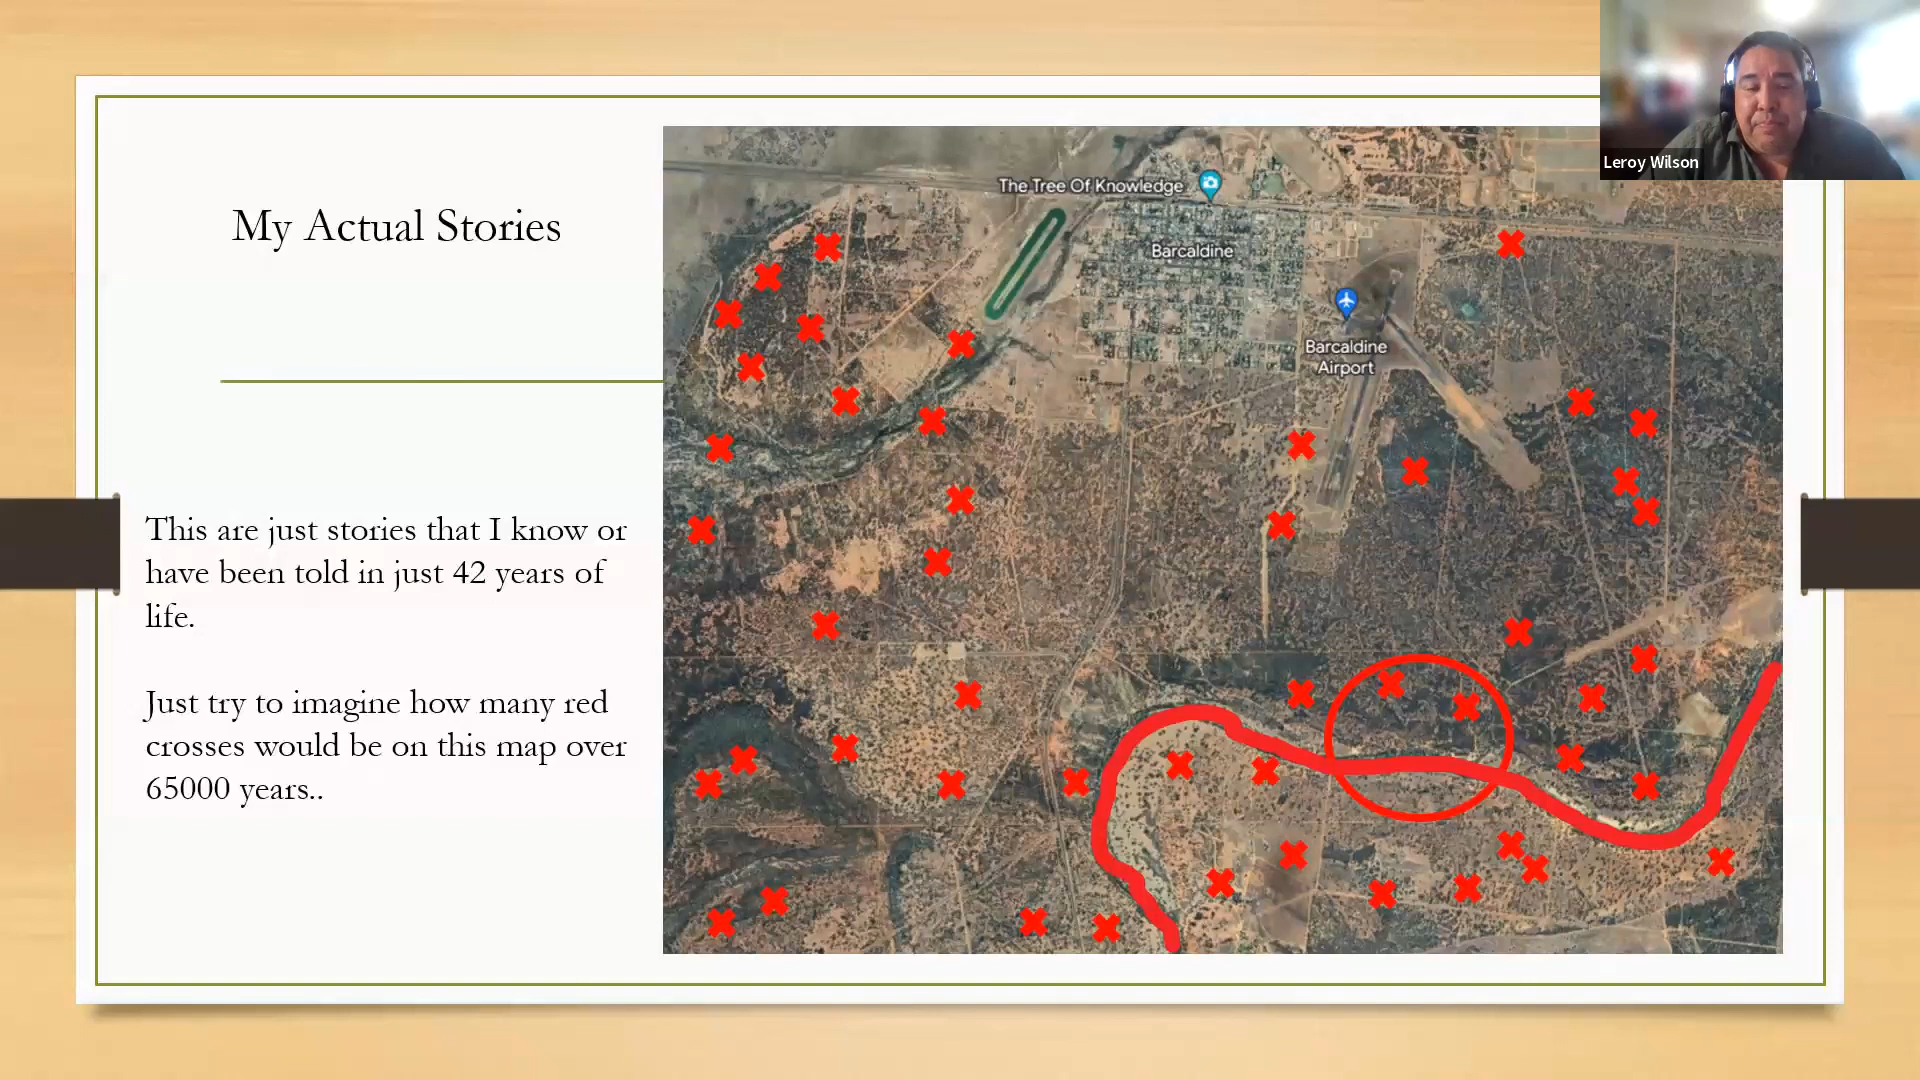 Leroy Wilson
My Actual Stories
This are just stories that I know or
have been told in just 42 years of
life.
Just try to imagine how many red
crosses would be on this map over
65000 years..
The Tree Of Knowledge
Barcaldine
Barcaldine
Airport